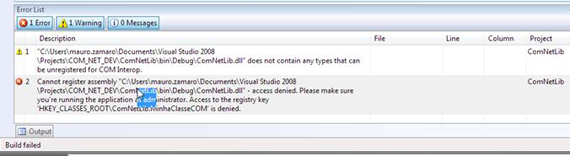 Error List
1 Error 1 Warning 0 Messages
Description File Line Column Project
1 "C:\Users\mauro.zamaro\Documents\Visual Studio 2008 ComNetLib
\Projects\COM_NET_DEV\ComNetLib\bin\Debug\ComNetLib.dll" does not contain any types that can
be unregistered for COM Interop.
2 Cannot register assembly "C:\Users\mauro.zamaro\Documents\Visual Studio 2008 ComNetLib
\Projects\COM_NET_DEV\ComNetLib\bin\Debug\ComNetLib.dll" - access denied. Please make sure
you're running the application as administrator. Access to the registry key
'HKEY_CLASSES_ROOT\ComNetLib.MinhaClasseCOM' is denied.
Output
Build failed